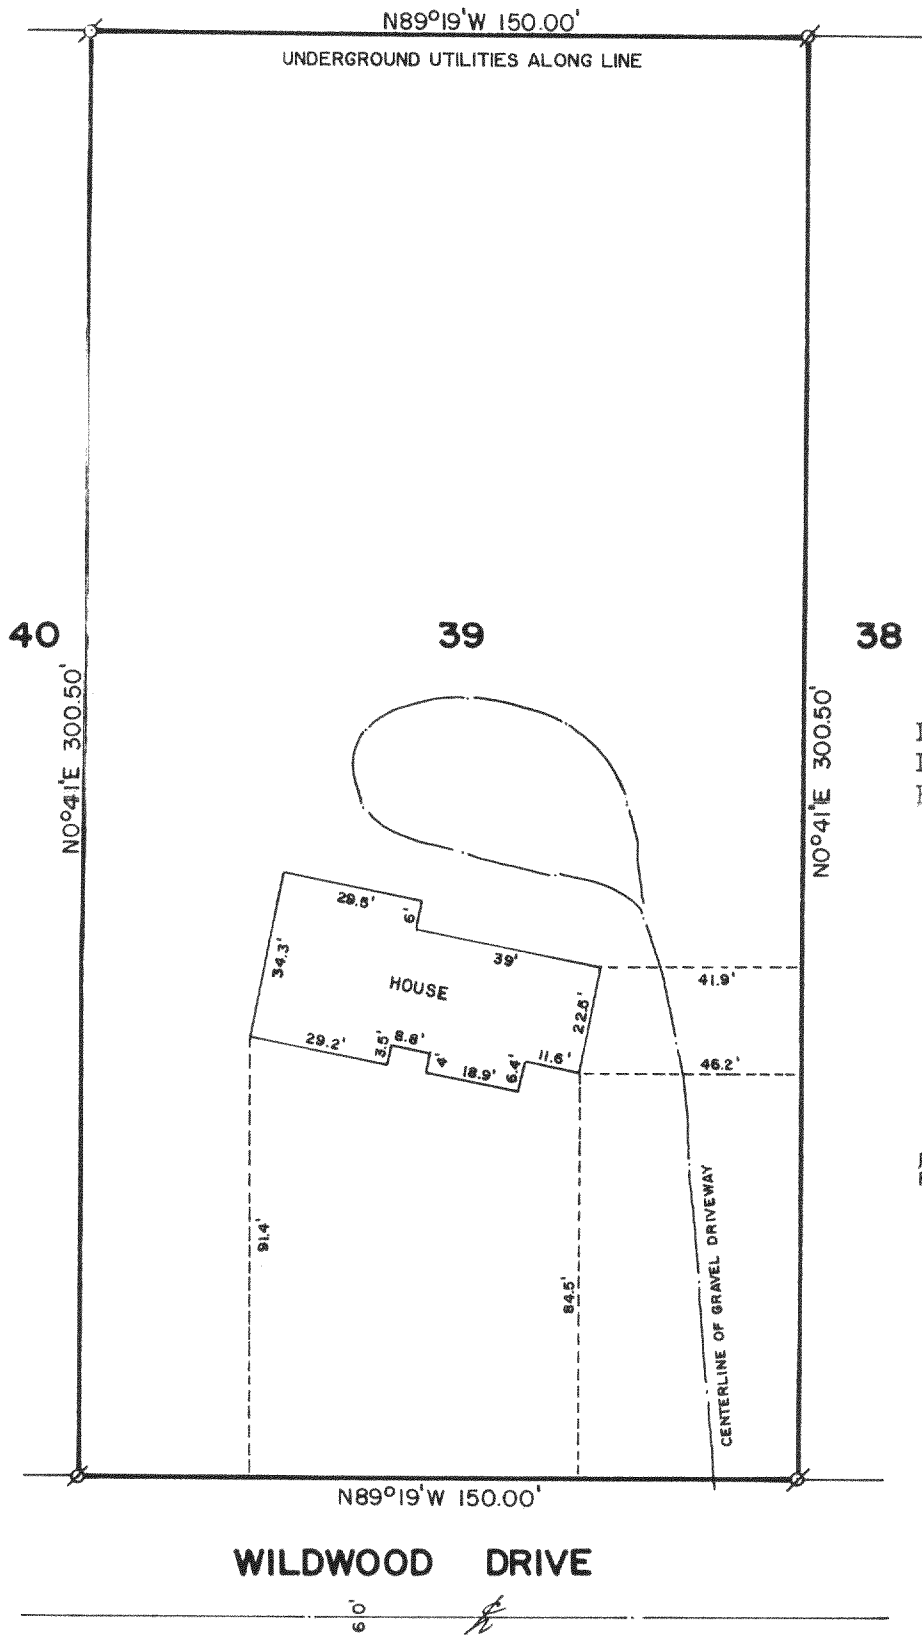 N89°19'W 150.00'
UNDERGROUND UTILITIES ALONG LINE
40
39
38
N0°41'E 300.50'
N0°41'E 300.50'
29.5'
6'
39'
34.3'
HOUSE
22.5'
41.9'
29.2'
3.5'
8.8'
4'
18.9'
6.4'
11.6'
46.2'
91.4'
84.5'
CENTERLINE OF GRAVEL DRIVEWAY
N89°19'W 150.00'
WILDWOOD DRIVE
60'